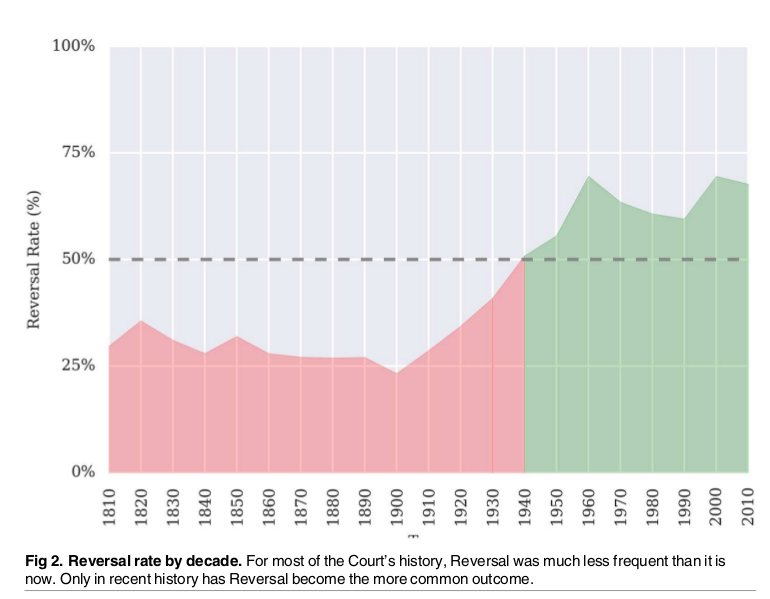 100%
75%
50%
25%
0%
Reversal Rate (%)
1810 1820 1830 1840 1850 1860 1870 1880 1890 1900 1910 1920 1930 1940 1950 1960 1970 1980 1990 2000 2010
Fig 2. Reversal rate by decade. For most of the Court's history, Reversal was much less frequent than it is
now. Only in recent history has Reversal become the more common outcome.